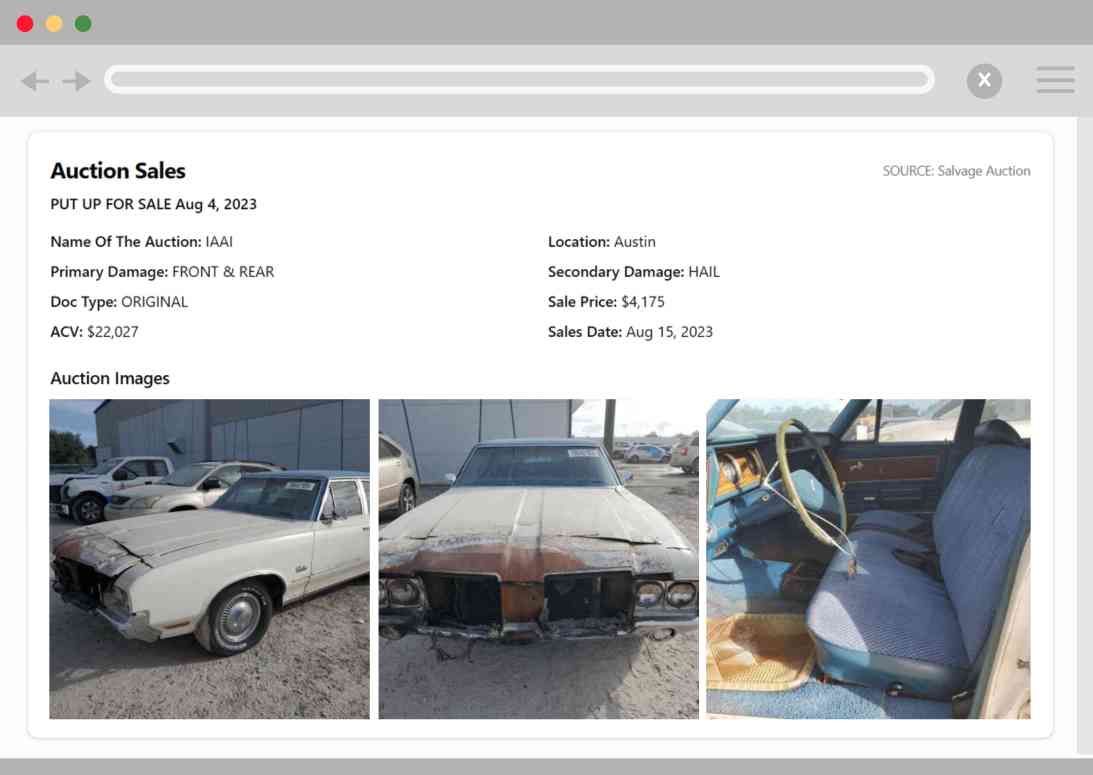 X
Auction Sales
SOURCE: Salvage Auction
PUT UP FOR SALE Aug 4, 2023
Name Of The Auction: IAAI
Location: Austin
Primary Damage: FRONT & REAR
Secondary Damage: HAIL
Doc Type: ORIGINAL
Sale Price: $4,175
ACV: $22,027
Sales Date: Aug 15, 2023
Auction Images